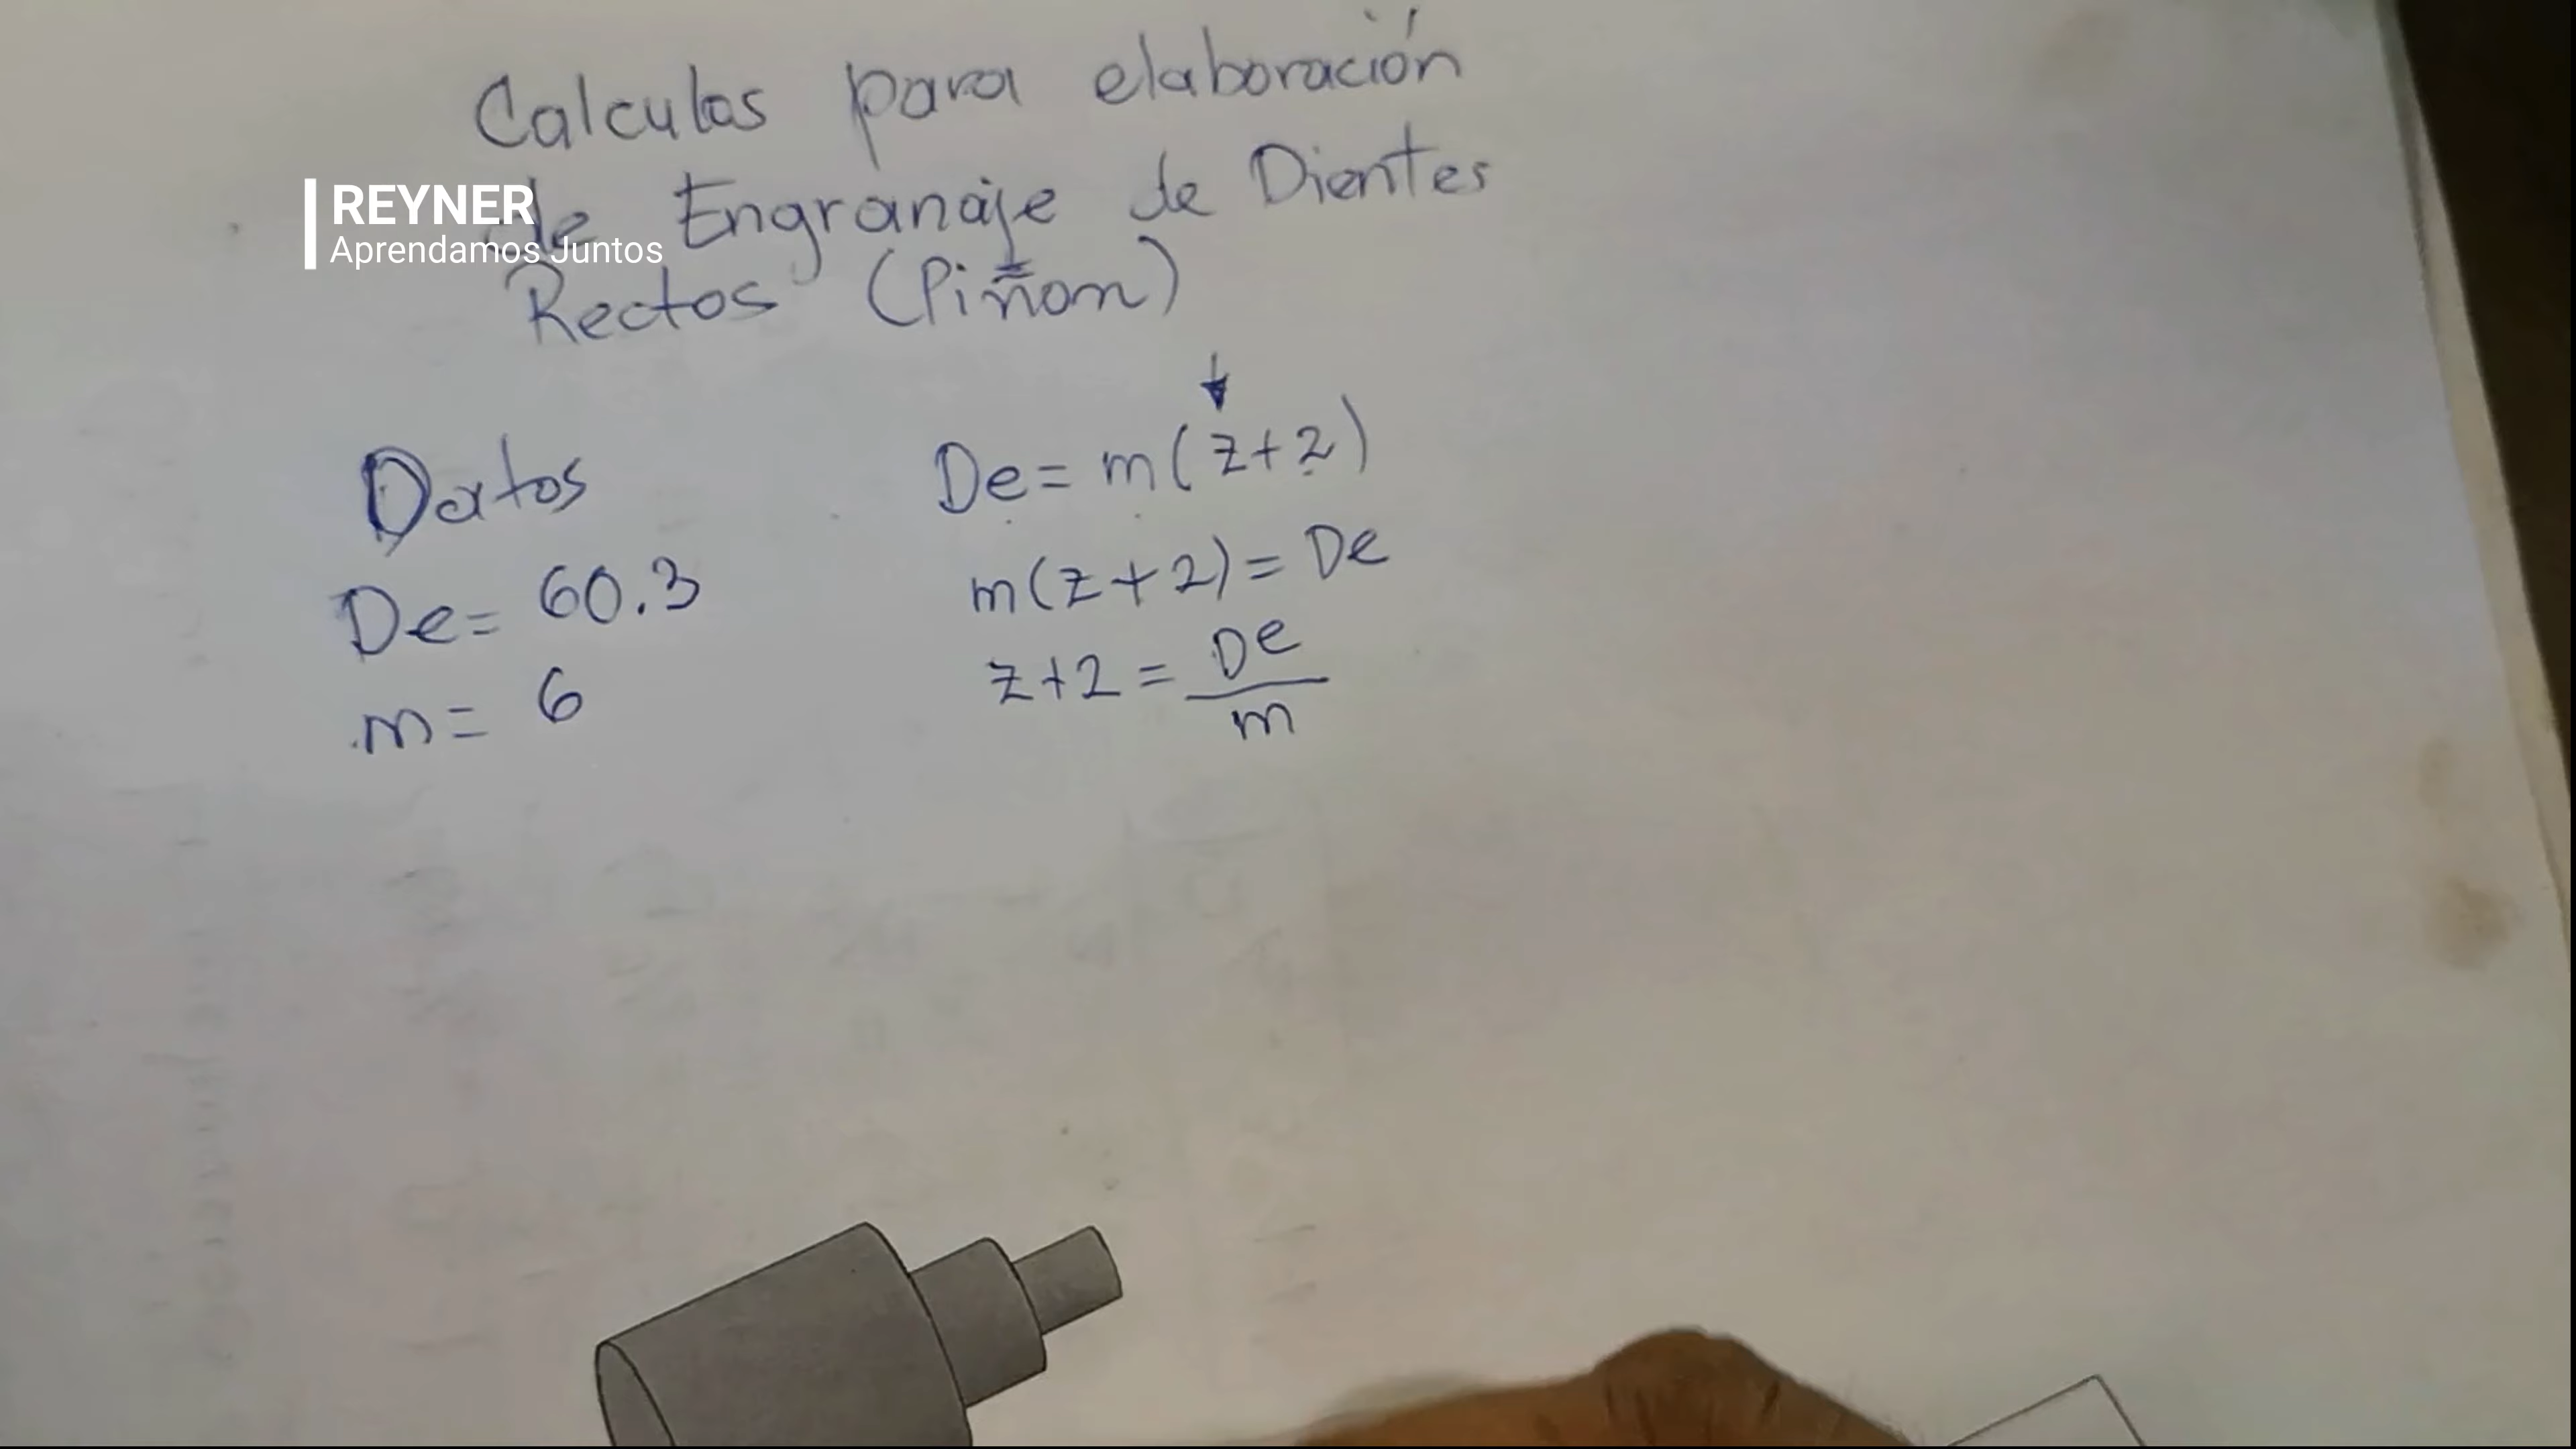 Calculos para elaboración
de Engranaje de Dientes
Rectos (Piñom)
REYNER
Aprendamos Juntos
Datos
De= 60.3
m= 6
De= m(z+2)
m(z+2)= De
z+2 = De/m